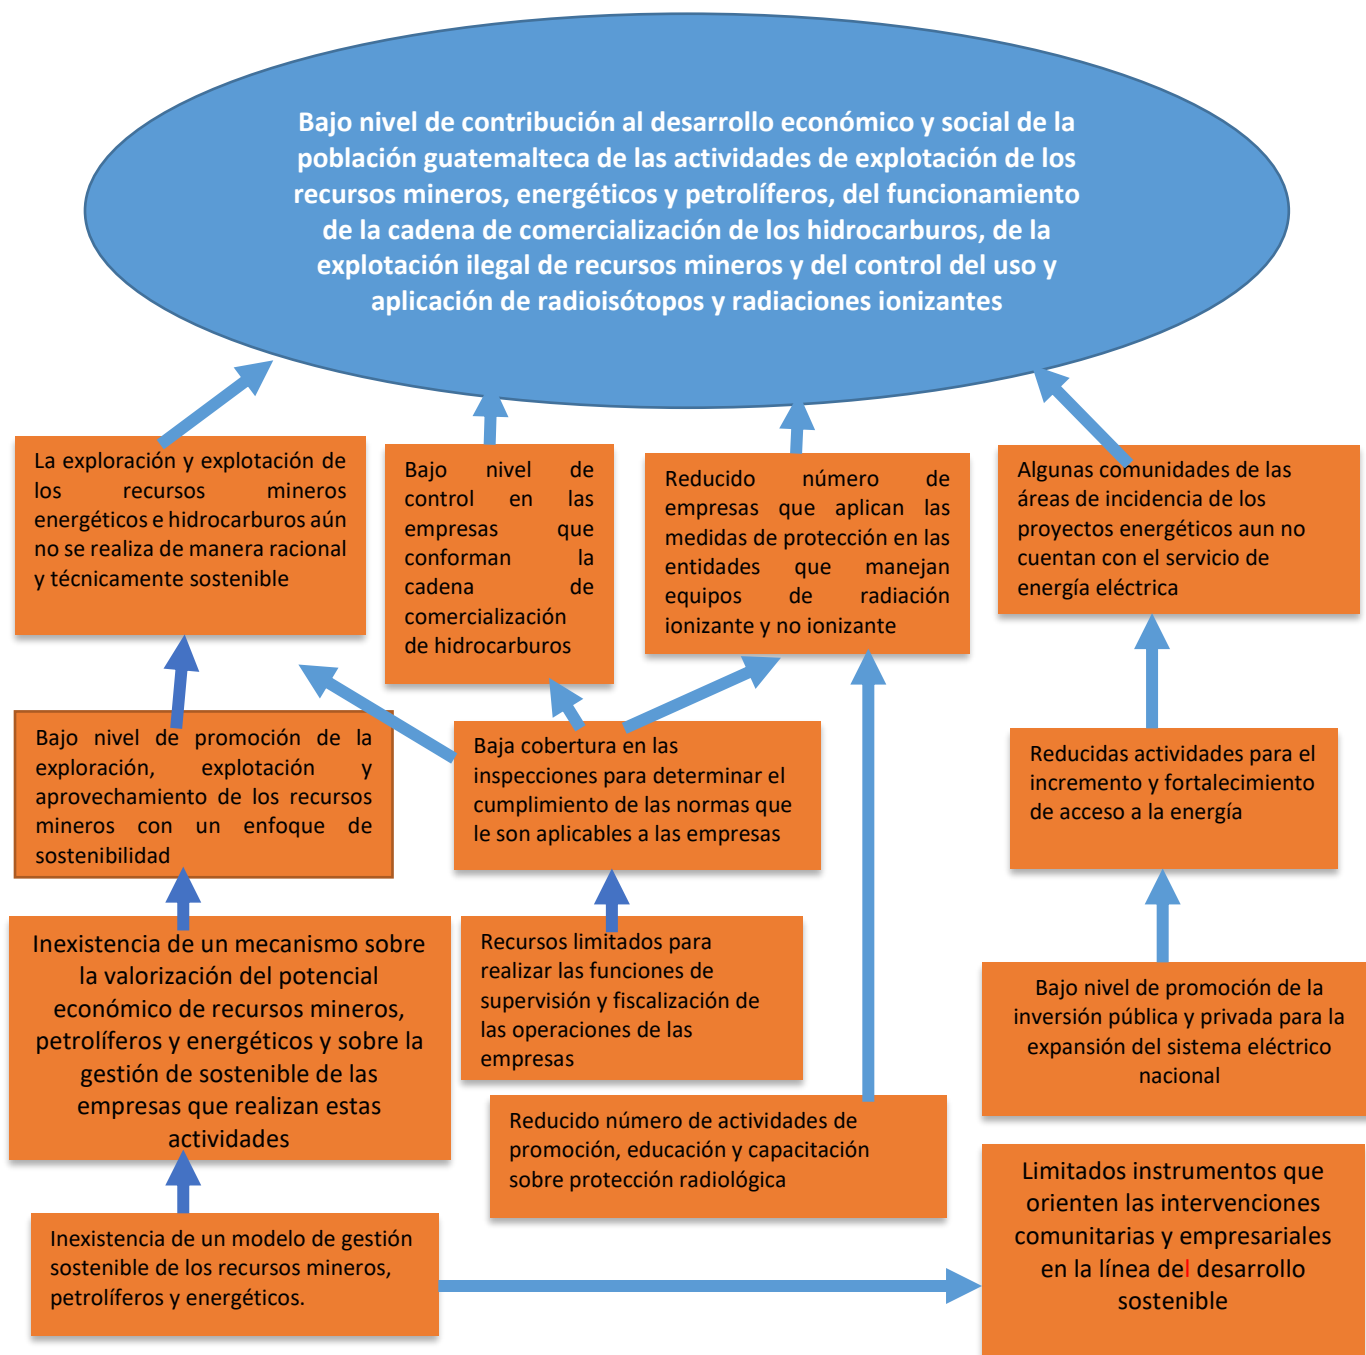 Bajo nivel de contribución al desarrollo económico y social de la
población guatemalteca de las actividades de explotación de los
recursos mineros, energéticos y petrolíferos, del funcionamiento
de la cadena de comercialización de los hidrocarburos, de la
explotación ilegal de recursos mineros y del control del uso y
aplicación de radioisótopos y radiaciones ionizantes
La exploración y explotación de
los recursos mineros
energéticos e hidrocarburos aún
no se realiza de manera racional
y técnicamente sostenible
Bajo nivel de
control en las
empresas que
conforman la
cadena de
comercialización
de hidrocarburos
Reducido número de
empresas que aplican las
medidas de protección en las
entidades que manejan
equipos de radiación
ionizante y no ionizante
Algunas comunidades de las
áreas de incidencia de los
proyectos energéticos aun no
cuentan con el servicio de
energía eléctrica
Bajo nivel de promoción de la
exploración, explotación y
aprovechamiento de los recursos
mineros con un enfoque de
sostenibilidad
Baja cobertura en las
inspecciones para determinar el
cumplimiento de las normas que
le son aplicables a las empresas
Reducidas actividades para el
incremento y fortalecimiento
de acceso a la energía
Inexistencia de un mecanismo sobre
la valorización del potencial
económico de recursos mineros,
petrolíferos y energéticos y sobre la
gestión de sostenible de las
empresas que realizan estas
actividades
Recursos limitados para
realizar las funciones de
supervisión y fiscalización de
las operaciones de las
empresas
Bajo nivel de promoción de la
inversión pública y privada para la
expansión del sistema eléctrico
nacional
Reducido número de actividades de
promoción, educación y capacitación
sobre protección radiológica
Limitados instrumentos que
orienten las intervenciones
comunitarias y empresariales
en la línea del desarrollo
sostenible
Inexistencia de un modelo de gestión
sostenible de los recursos mineros,
petrolíferos y energéticos.